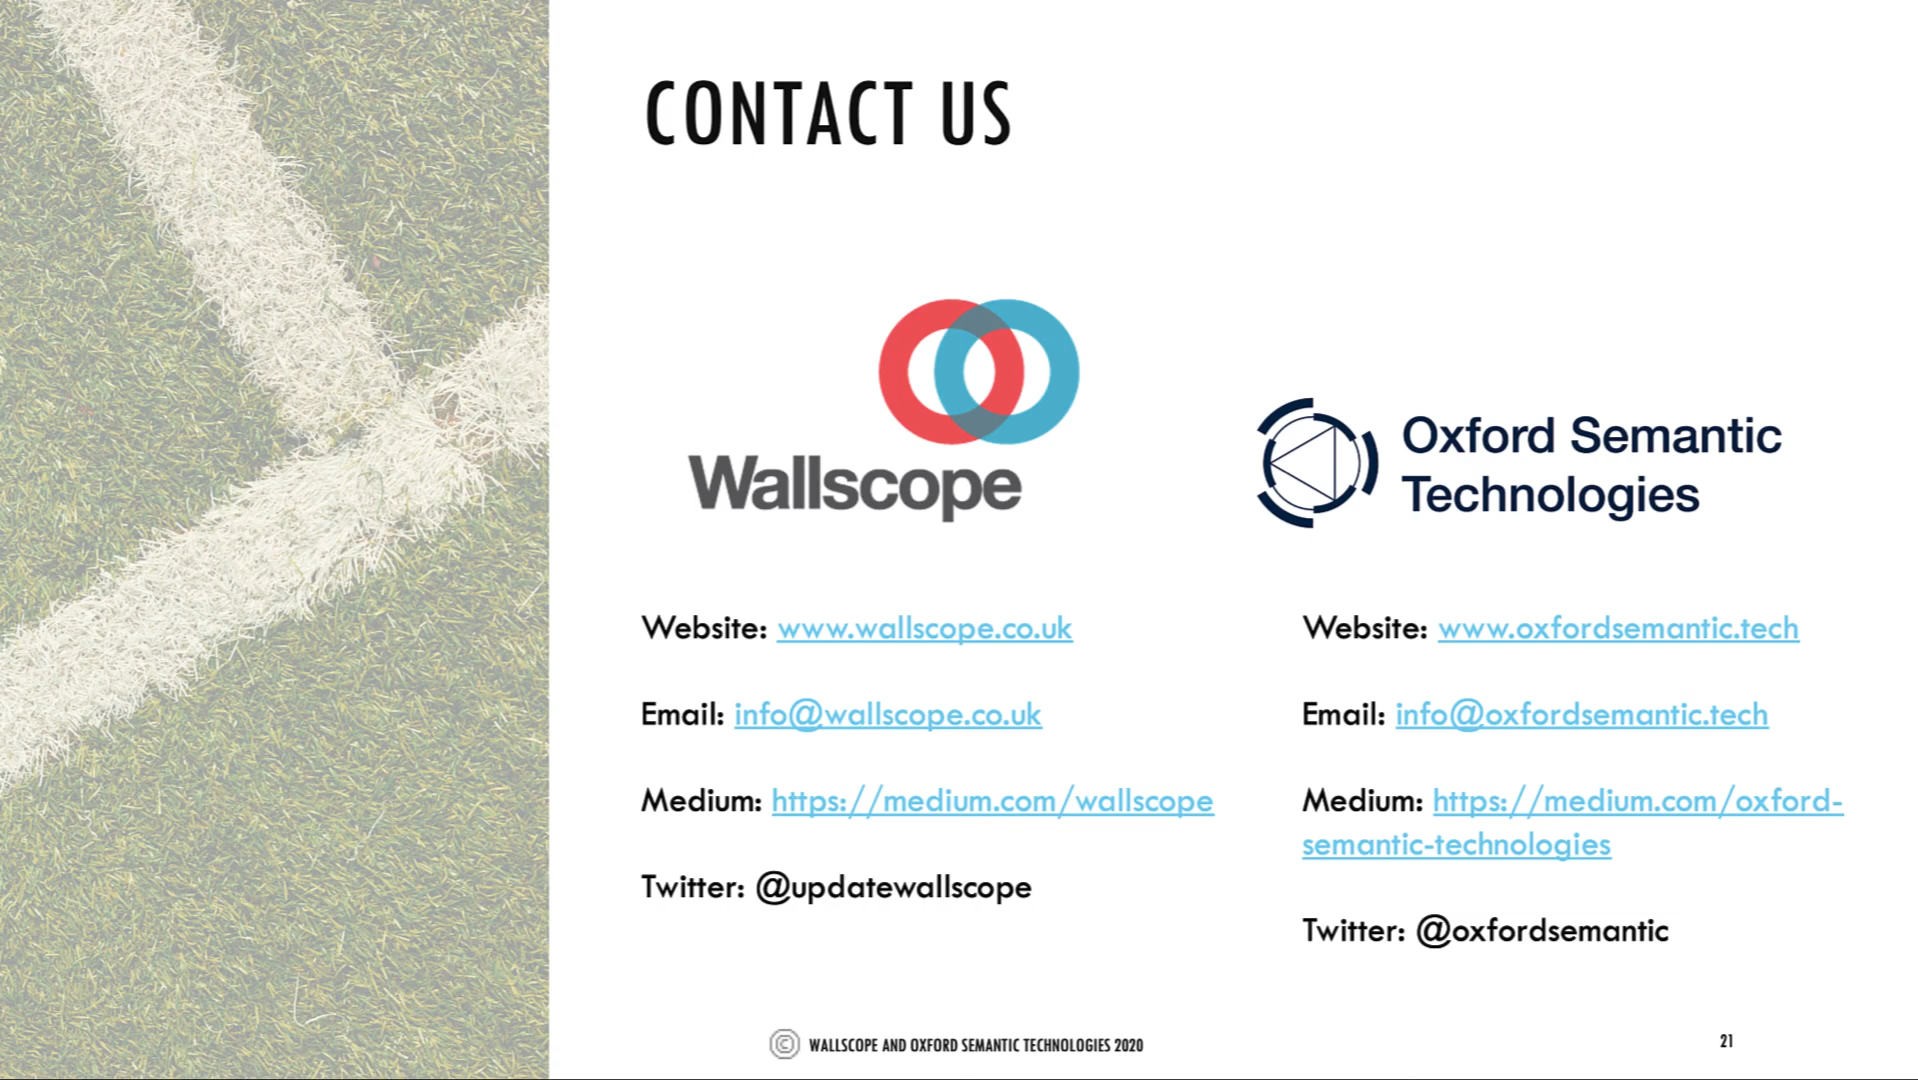 CONTACT US
Wallscope
Oxford Semantic
Technologies
Website: www.wallscope.co.uk
Email: info@wallscope.co.uk
Medium: https://medium.com/wallscope
Twitter: @updatewallscope
Website: www.oxfordsemantic.tech
Email: info@oxfordsemantic.tech
Medium: https://medium.com/oxford-
semantic-technologies
Twitter: @oxfordsemantic
© WALLSCOPE AND OXFORD SEMANTIC TECHNOLOGIES 2020
21